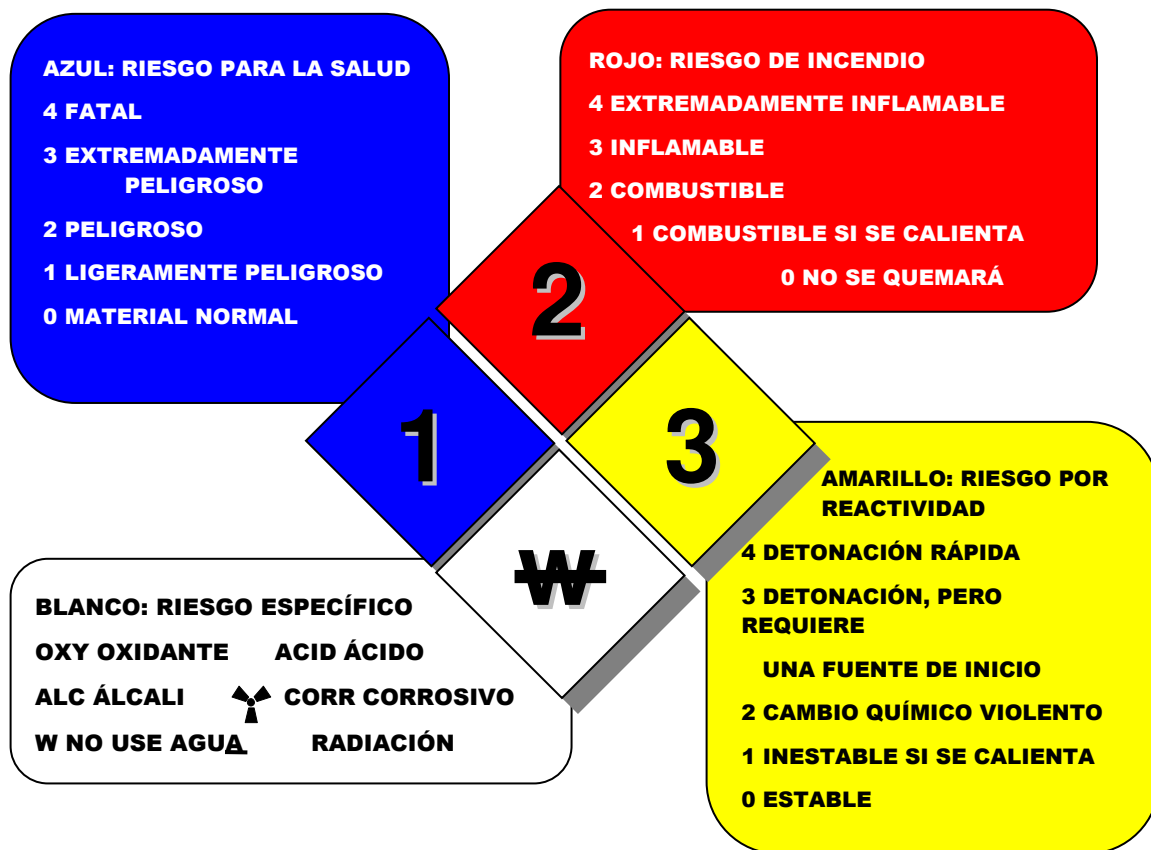 AZUL: RIESGO PARA LA SALUD
4 FATAL
3 EXTREMADAMENTE
PELIGROSO
2 PELIGROSO
1 LIGERAMENTE PELIGROSO
0 MATERIAL NORMAL
ROJO: RIESGO DE INCENDIO
4 EXTREMADAMENTE INFLAMABLE
3 INFLAMABLE
2 COMBUSTIBLE
1 COMBUSTIBLE SI SE CALIENTA
0 NO SE QUEMARÁ
2
1
3
W
AMARILLO: RIESGO POR
REACTIVIDAD
4 DETONACIÓN RÁPIDA
3 DETONACIÓN, PERO
REQUIERE
UNA FUENTE DE INICIO
2 CAMBIO QUÍMICO VIOLENTO
1 INESTABLE SI SE CALIENTA
0 ESTABLE
BLANCO: RIESGO ESPECÍFICO
OXY OXIDANTE ACID ÁCIDO
ALC ÁLCALI CORR CORROSIVO
W NO USE AGUA RADIACIÓN